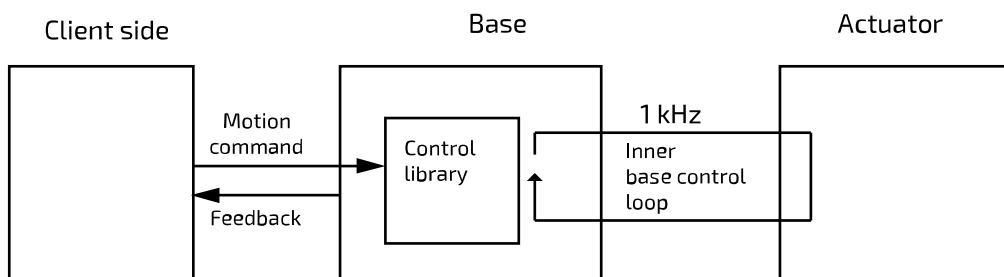 Client side
Base
Actuator
Motion
command
Feedback
Control
library
1 kHz
Inner
base control
loop